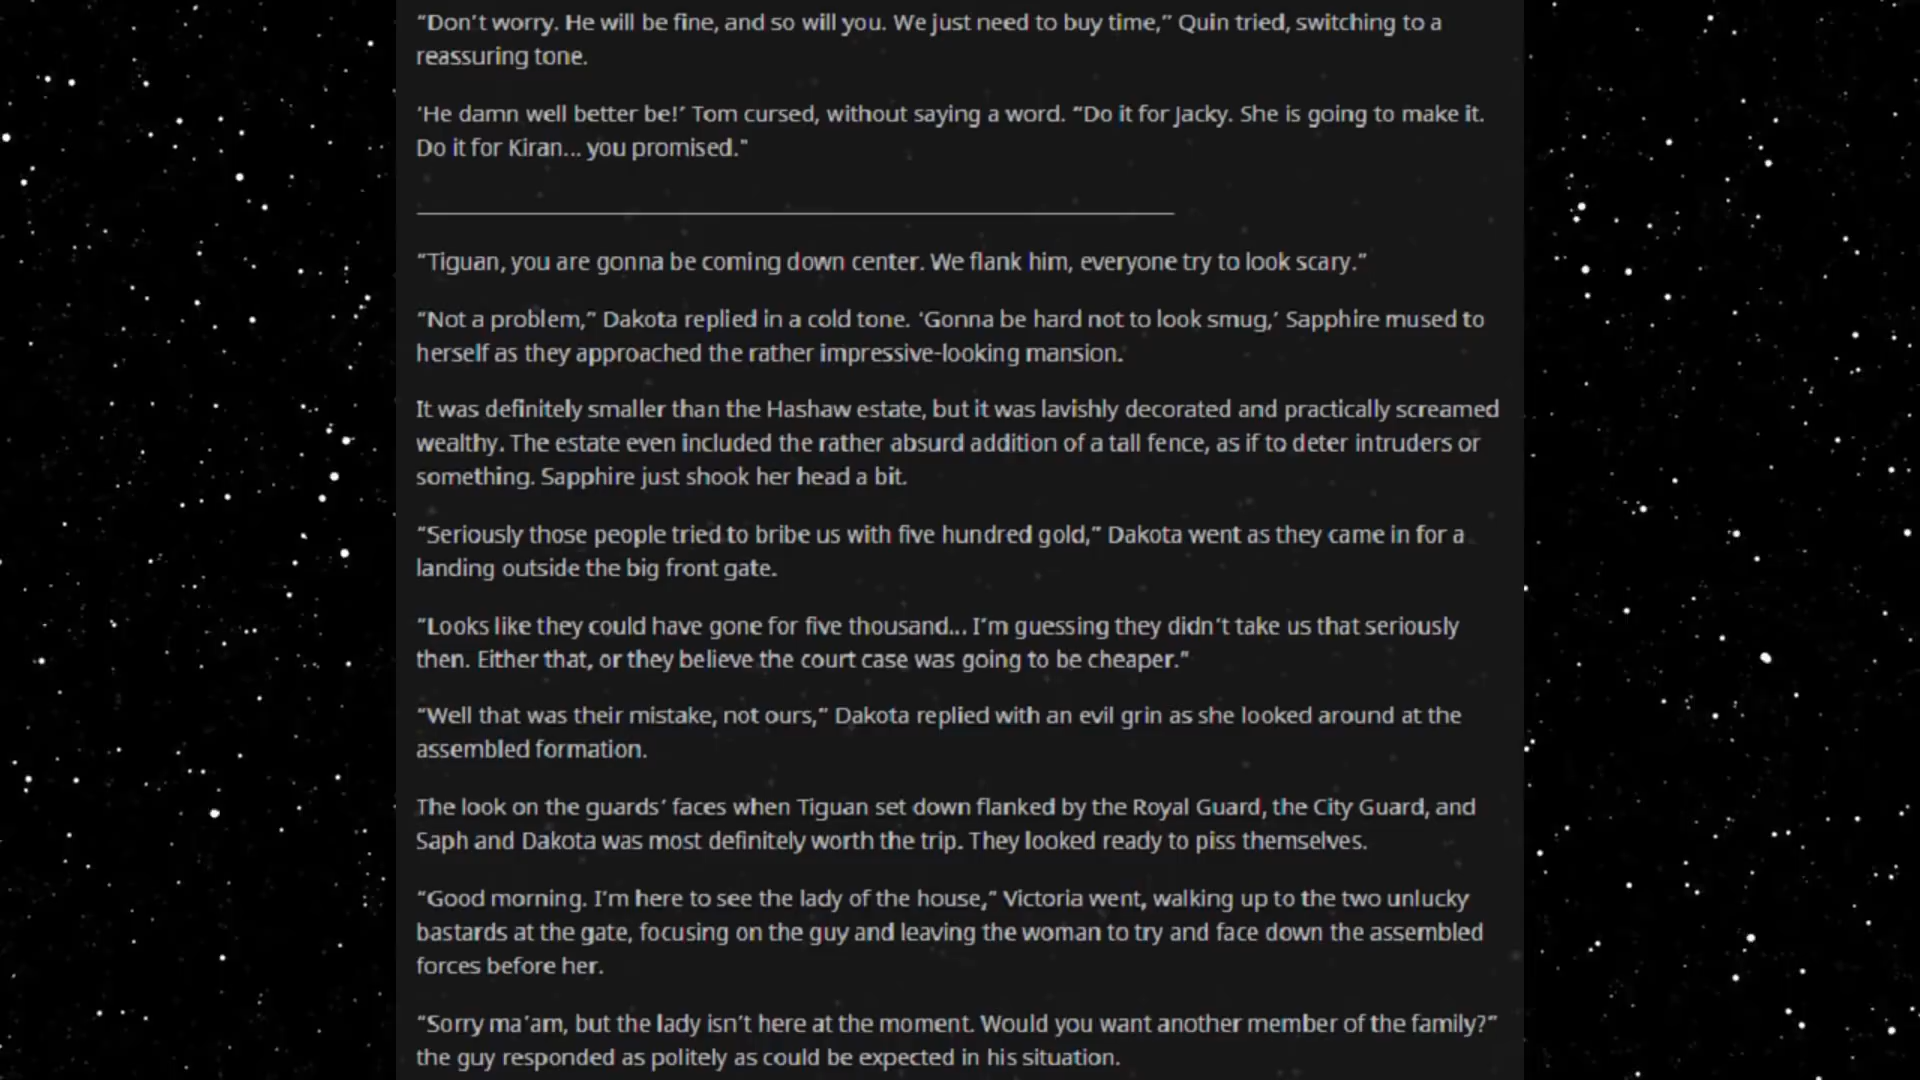 “Don’t worry. He will be fine, and so will you. We just need to buy time,” Quin tried, switching to a
reassuring tone.
‘He damn well better be!’ Tom cursed, without saying a word. “Do it for Jacky. She is going to make it.
Do it for Kiran... you promised.”
“Tiguan, you are gonna be coming down center. We flank him, everyone try to look scary.”
“Not a problem,” Dakota replied in a cold tone. ‘Gonna be hard not to look smug,’ Sapphire mused to
herself as they approached the rather impressive-looking mansion.
It was definitely smaller than the Hashaw estate, but it was lavishly decorated and practically screamed
wealthy. The estate even included the rather absurd addition of a tall fence, as if to deter intruders or
something. Sapphire just shook her head a bit.
“Seriously those people tried to bribe us with five hundred gold,” Dakota went as they came in for a
landing outside the big front gate.
“Looks like they could have gone for five thousand... I’m guessing they didn’t take us that seriously
then. Either that, or they believe the court case was going to be cheaper.”
“Well that was their mistake, not ours,” Dakota replied with an evil grin as she looked around at the
assembled formation.
The look on the guards’ faces when Tiguan set down flanked by the Royal Guard, the City Guard, and
Saph and Dakota was most definitely worth the trip. They looked ready to piss themselves.
“Good morning. I’m here to see the lady of the house,” Victoria went, walking up to the two unlucky
bastards at the gate, focusing on the guy and leaving the woman to try and face down the assembled
forces before her.
“Sorry ma’am, but the lady isn’t here at the moment. Would you want another member of the family?”
the guy responded as politely as could be expected in his situation.